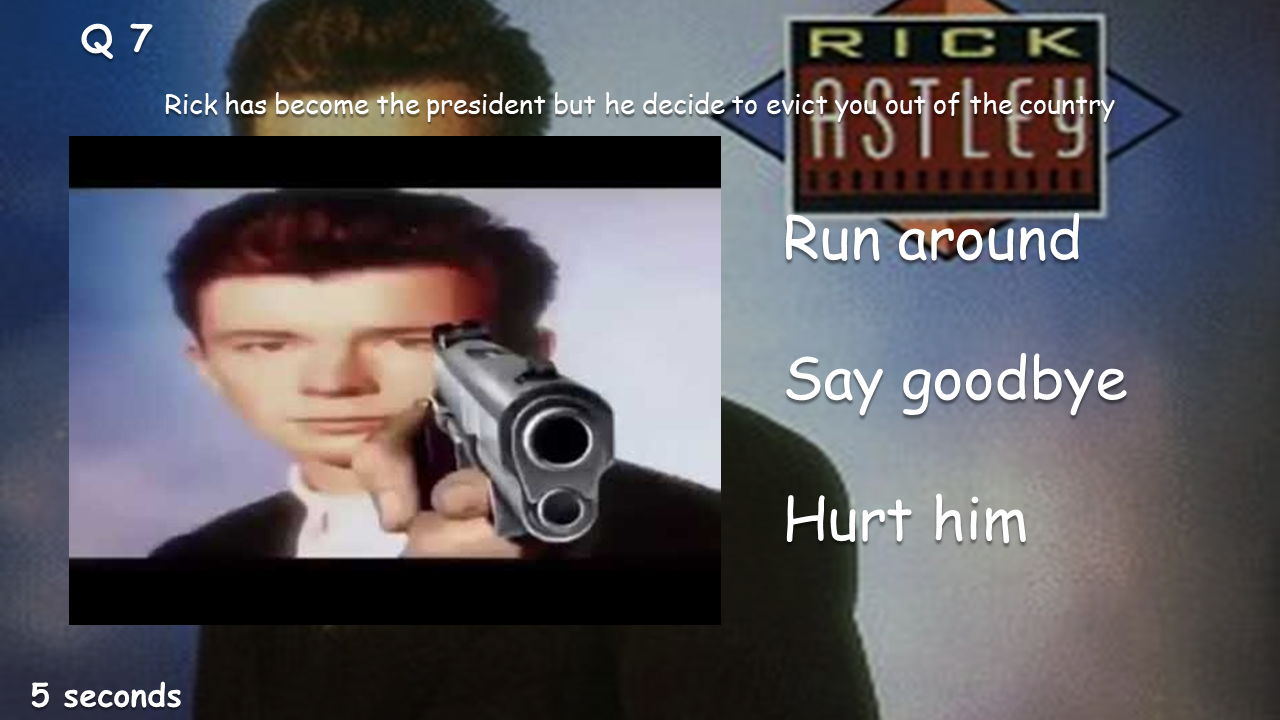 Q 7
RICK
ASTLEY
Rick has become the president but he decide to evict you out of the country
Run around
Say goodbye
Hurt him
5 seconds